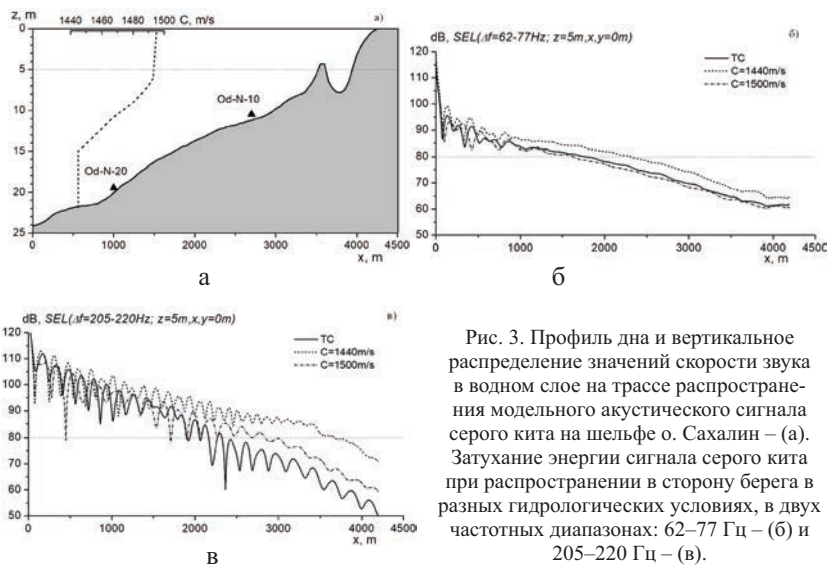 z, m
1440 1460 1480 1500 C, m/s
а)
0
5
10
15
20
25
Od-N-10
Od-N-20
0 1000 2000 3000 4000 4500
x, m
а
dB, SEL(Δf=62-77Hz; z=5m,x,y=0m)
б)
120
110
100
90
80
70
60
50
TC
C=1440m/s
C=1500m/s
0 1000 2000 3000 4000 4500
x, m
б
dB, SEL(Δf=205-220Hz; z=5m,x,y=0m)
в)
120
110
100
90
80
70
60
50
TC
C=1440m/s
C=1500m/s
0 1000 2000 3000 4000 4500
x, m
в
Рис. 3. Профиль дна и вертикальное
распределение значений скорости звука
в водном слое на трассе распростране-
ния модельного акустического сигнала
серого кита на шельфе о. Сахалин – (а).
Затухание энергии сигнала серого кита
при распространении в сторону берега в
разных гидрологических условиях, в двух
частотных диапазонах: 62–77 Гц – (б) и
205–220 Гц – (в).